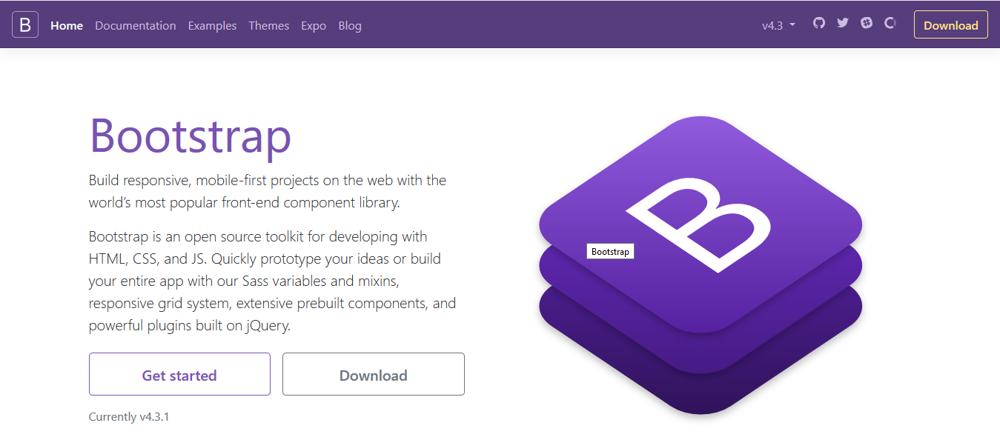 B Home Documentation Examples Themes Expo Blog v4.3 Download
Bootstrap
Build responsive, mobile-first projects on the web with the
world’s most popular front-end component library.
Bootstrap is an open source toolkit for developing with
HTML, CSS, and JS. Quickly prototype your ideas or build
your entire app with our Sass variables and mixins,
responsive grid system, extensive prebuilt components, and
powerful plugins built on jQuery.
Get started Download
Currently v4.3.1
B
Bootstrap